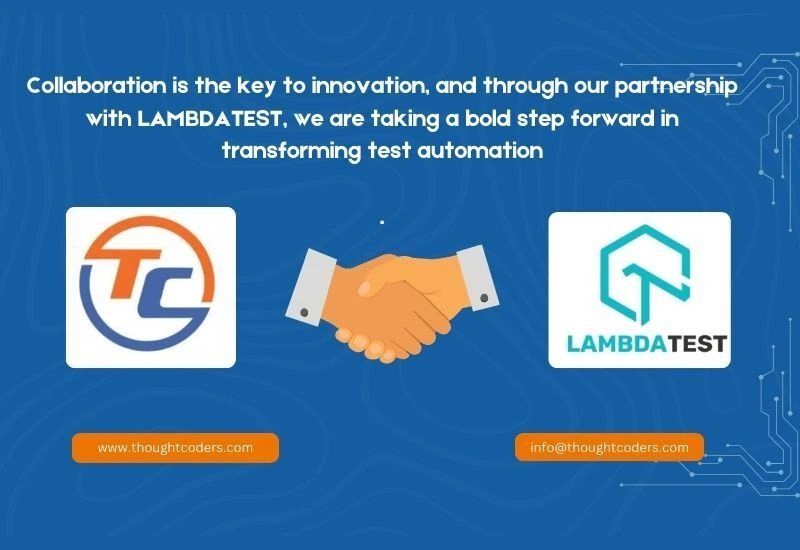 Collaboration is the key to innovation, and through our partnership
with LAMBDATEST, we are taking a bold step forward in
transforming test automation
.
TC
LAMBDATEST
www.thoughtcoders.com
info@thoughtcoders.com